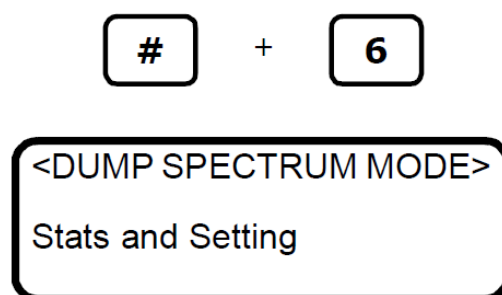 # + 6
<DUMP SPECTRUM MODE>
Stats and Setting